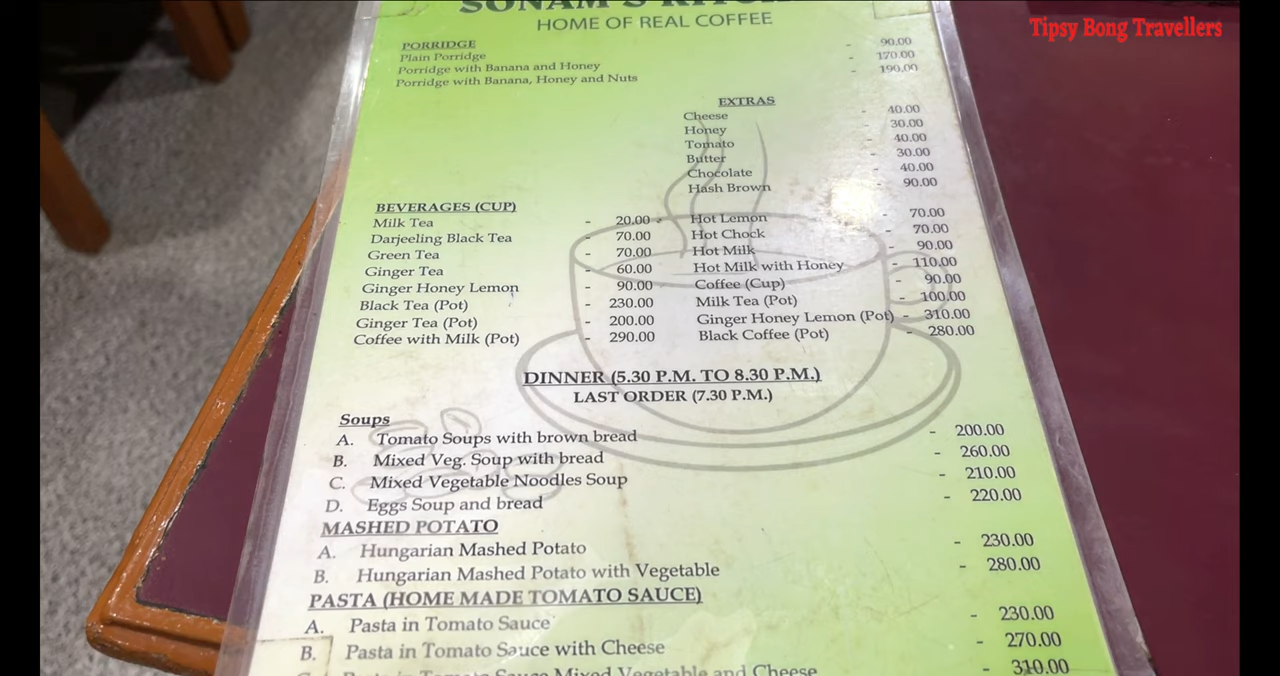 SONAM'S KITCHEN
HOME OF REAL COFFEE
Tipsy Bong Travellers
PORRIDGE
Plain Porridge - 90.00
Porridge with Banana and Honey - 170.00
Porridge with Banana, Honey and Nuts - 190.00
EXTRAS
Cheese - 40.00
Honey - 30.00
Tomato - 40.00
Butter - 30.00
Chocolate - 40.00
Hash Brown - 90.00
BEVERAGES (CUP)
Milk Tea - 20.00 Hot Lemon - 70.00
Darjeeling Black Tea - 70.00 Hot Chock - 70.00
Green Tea - 70.00 Hot Milk - 90.00
Ginger Tea - 60.00 Hot Milk with Honey - 110.00
Ginger Honey Lemon - 90.00 Coffee (Cup) - 90.00
Black Tea (Pot) - 230.00 Milk Tea (Pot) - 100.00
Ginger Tea (Pot) - 200.00 Ginger Honey Lemon (Pot) - 310.00
Coffee with Milk (Pot) - 290.00 Black Coffee (Pot) - 280.00
DINNER (5.30 P.M. TO 8.30 P.M.)
LAST ORDER (7.30 P.M.)
Soups
A. Tomato Soups with brown bread - 200.00
B. Mixed Veg. Soup with bread - 260.00
C. Mixed Vegetable Noodles Soup - 210.00
D. Eggs Soup and bread - 220.00
MASHED POTATO
A. Hungarian Mashed Potato - 230.00
B. Hungarian Mashed Potato with Vegetable - 280.00
PASTA (HOME MADE TOMATO SAUCE)
A. Pasta in Tomato Sauce - 230.00
B. Pasta in Tomato Sauce with Cheese - 270.00
Pasta in Tomato Sauce Mixed Vegetable and Cheese - 310.00